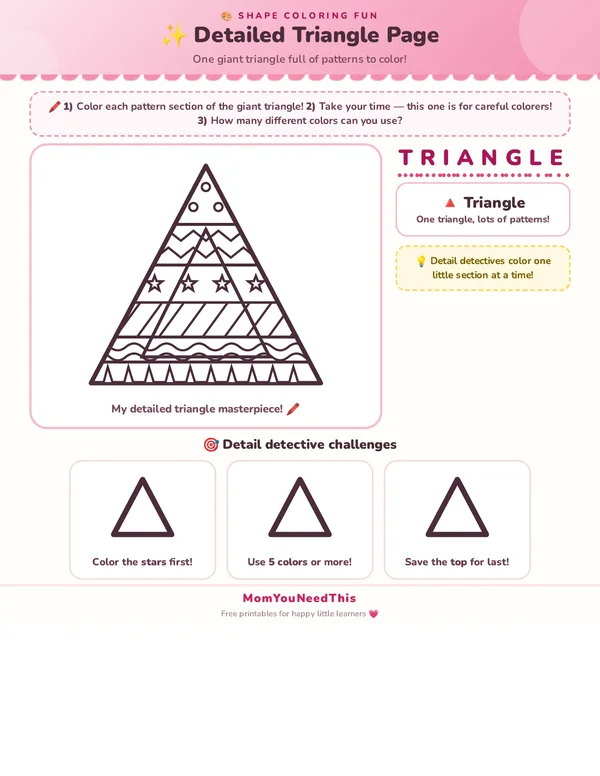 🎨 SHAPE COLORING FUN
✨ Detailed Triangle Page
One giant triangle full of patterns to color!
🖍️ 1) Color each pattern section of the giant triangle! 2) Take your time — this one is for careful colorers!
3) How many different colors can you use?
TRIANGLE
🔺 Triangle
One triangle, lots of patterns!
💡 Detail detectives color one
little section at a time!
My detailed triangle masterpiece! 🖍️
🎯 Detail detective challenges
Color the stars first!
Use 5 colors or more!
Save the top for last!
MomYouNeedThis
Free printables for happy little learners 💗